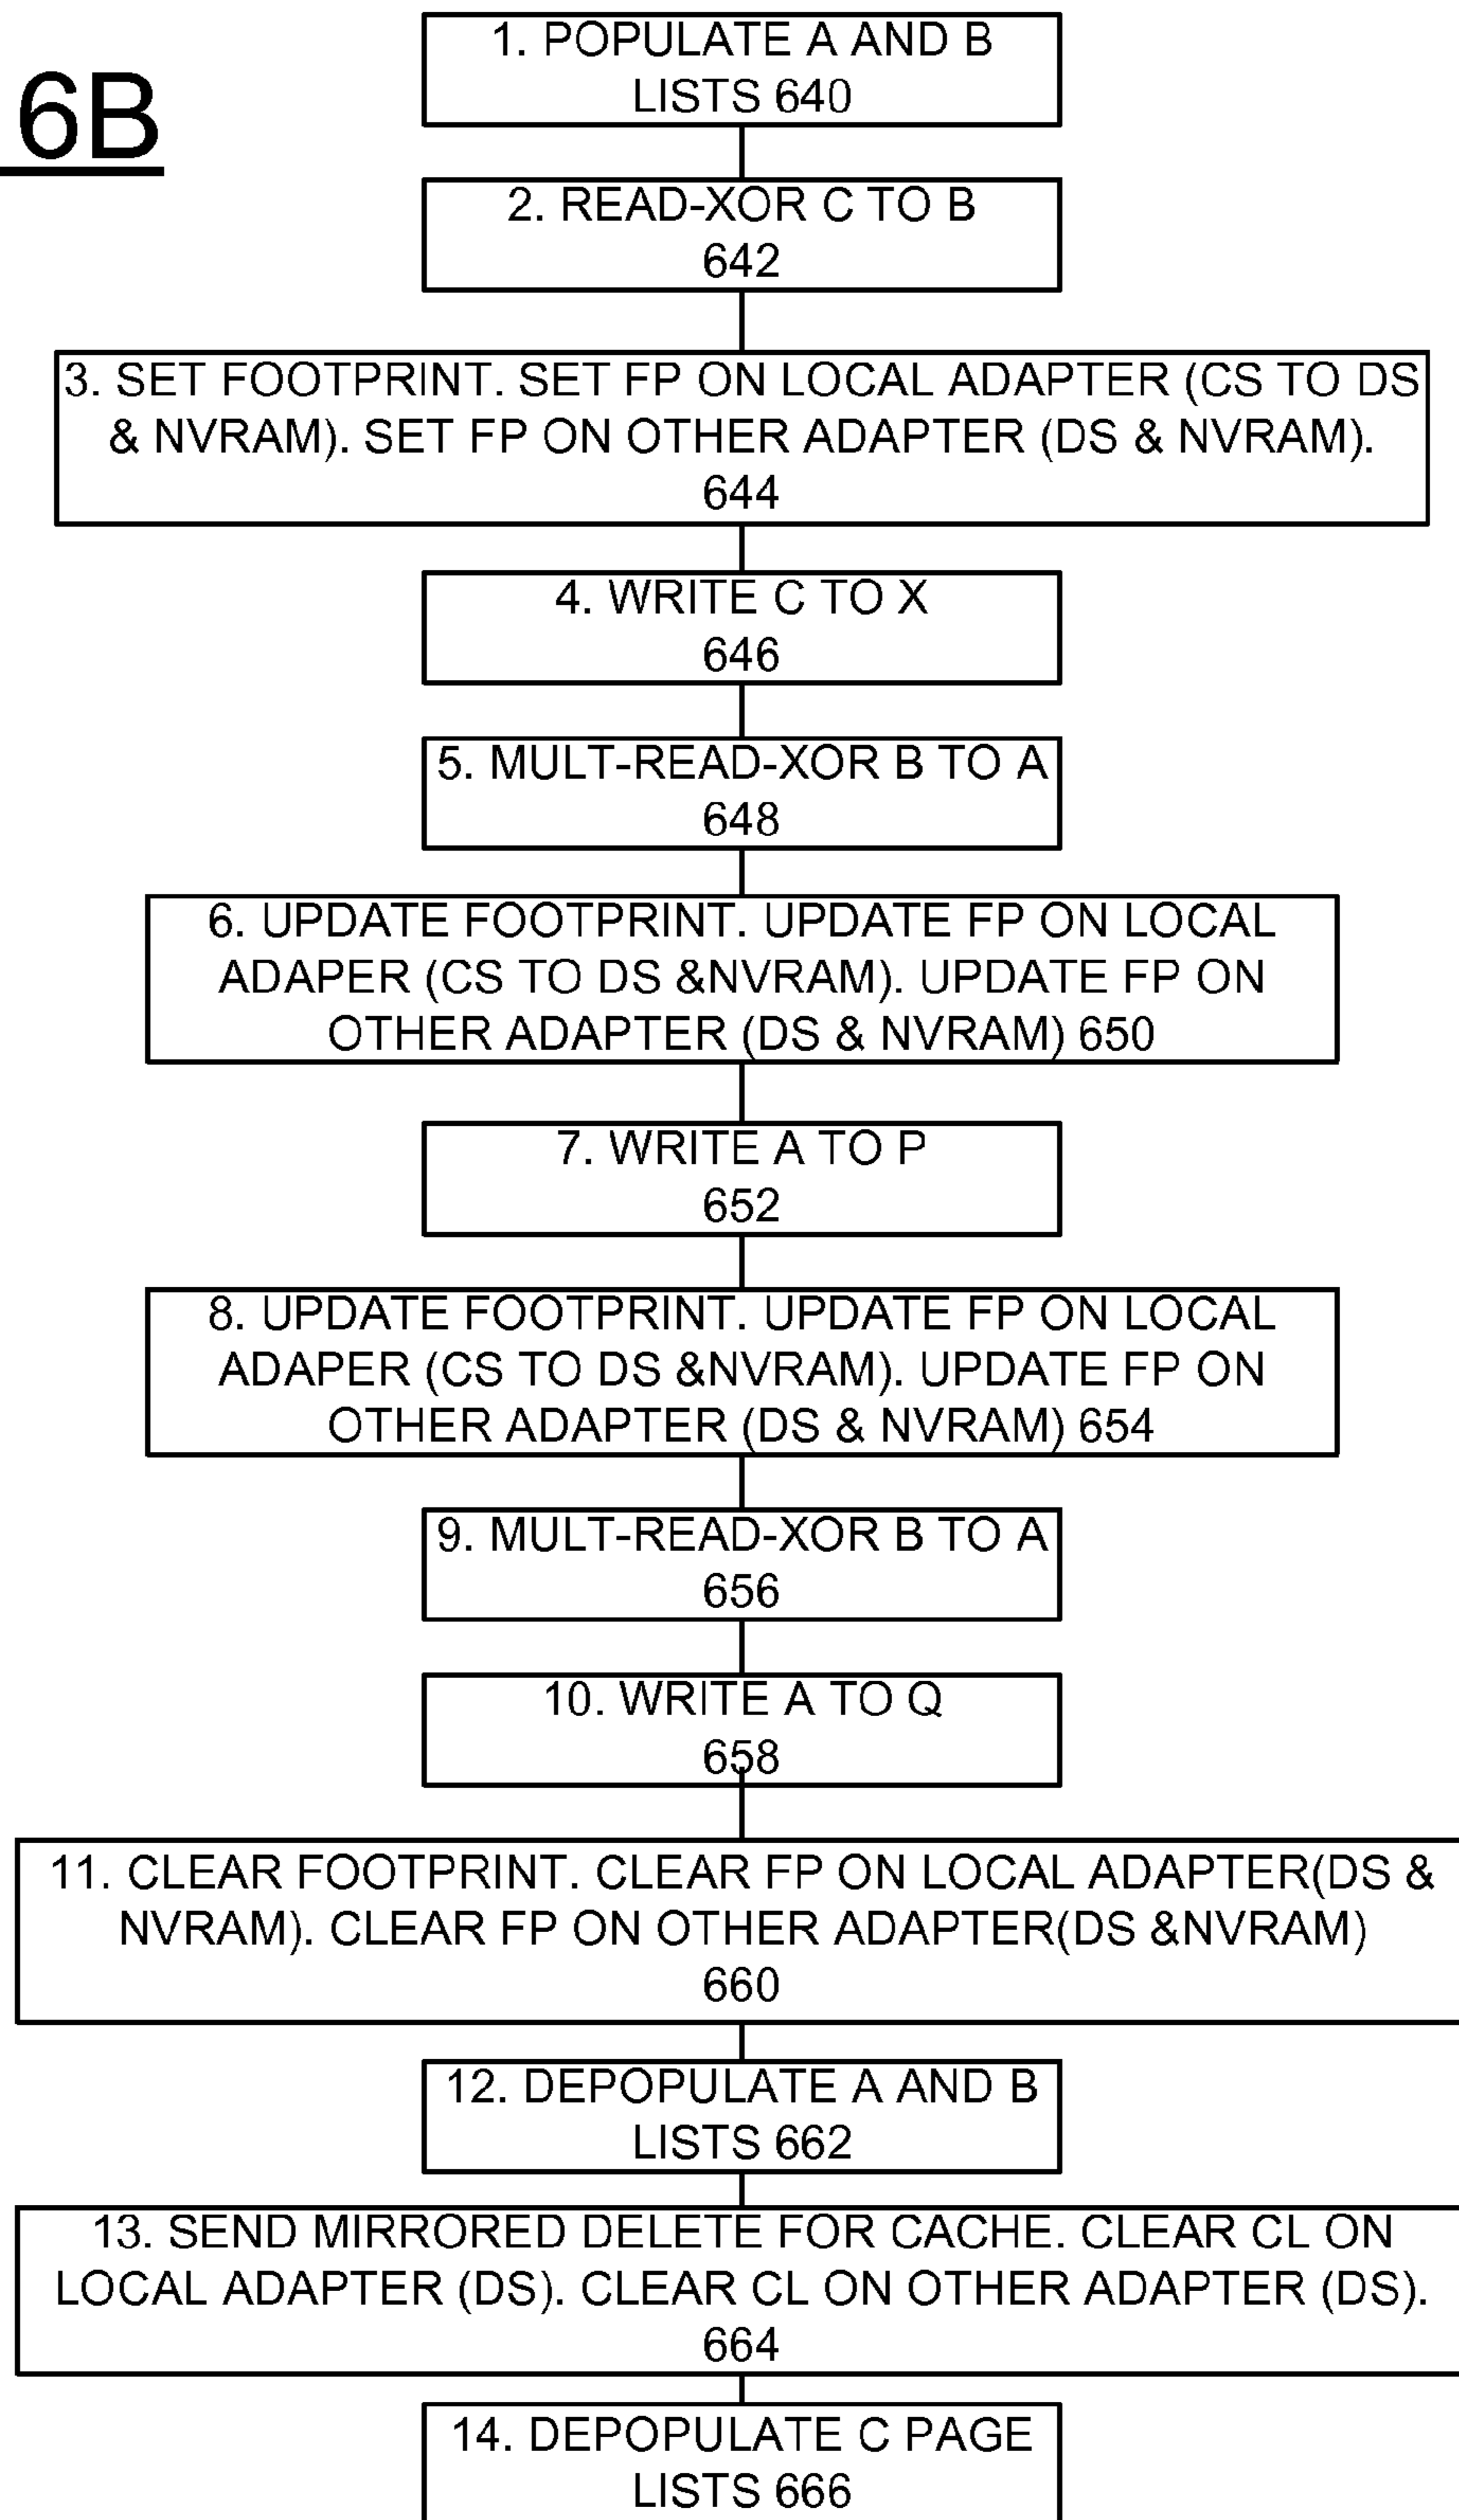 6B
1. POPULATE A AND B
LISTS 640
2. READ-XOR C TO B
642
3. SET FOOTPRINT. SET FP ON LOCAL ADAPTER (CS TO DS
& NVRAM). SET FP ON OTHER ADAPTER (DS & NVRAM).
644
4. WRITE C TO X
646
5. MULT-READ-XOR B TO A
648
6. UPDATE FOOTPRINT. UPDATE FP ON LOCAL
ADAPER (CS TO DS &NVRAM). UPDATE FP ON
OTHER ADAPTER (DS & NVRAM) 650
7. WRITE A TO P
652
8. UPDATE FOOTPRINT. UPDATE FP ON LOCAL
ADAPER (CS TO DS &NVRAM). UPDATE FP ON
OTHER ADAPTER (DS & NVRAM) 654
9. MULT-READ-XOR B TO A
656
10. WRITE A TO Q
658
11. CLEAR FOOTPRINT. CLEAR FP ON LOCAL ADAPTER(DS &
NVRAM). CLEAR FP ON OTHER ADAPTER(DS &NVRAM)
660
12. DEPOPULATE A AND B
LISTS 662
13. SEND MIRRORED DELETE FOR CACHE. CLEAR CL ON
LOCAL ADAPTER (DS). CLEAR CL ON OTHER ADAPTER (DS).
664
14. DEPOPULATE C PAGE
LISTS 666